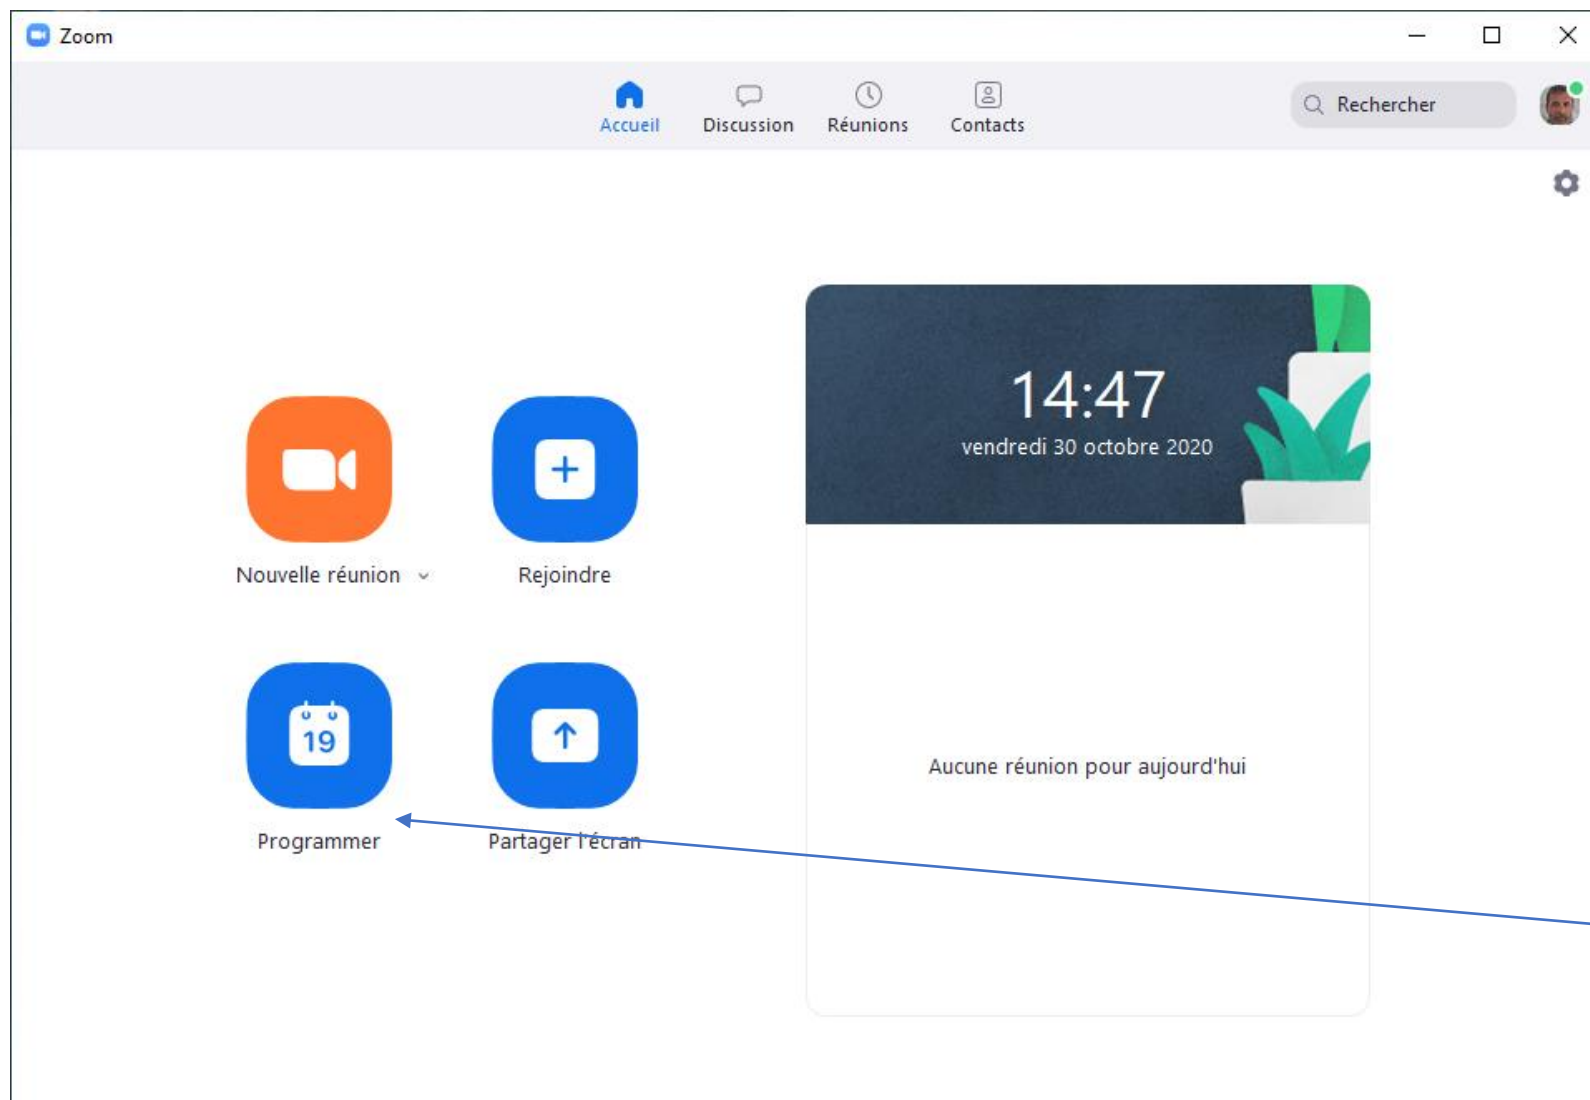 Zoom
Accueil
Discussion
Réunions
Contacts
Rechercher
14:47
vendredi 30 octobre 2020
Nouvelle réunion
Rejoindre
19
Programmer
Partager l'écran
Aucune réunion pour aujourd'hui